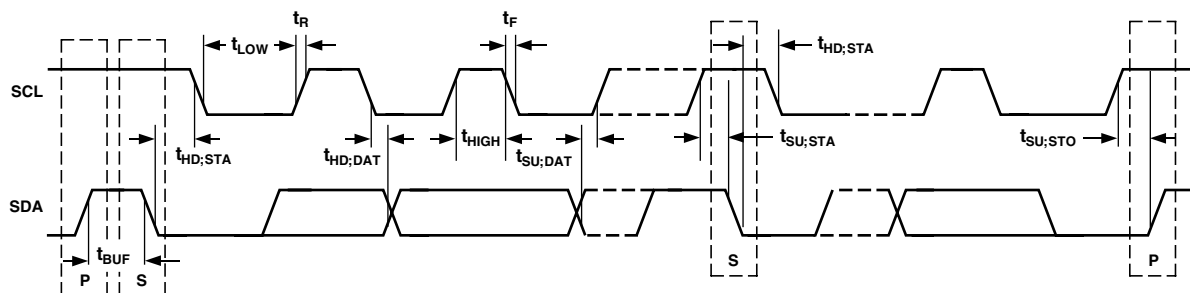 tR
tF
tLOW
tHD;STA
SCL
tHD;STA
tHD;DAT
tHIGH
tSU;DAT
tSU;STA
tSU;STO
SDA
tBUF
P
S
S
P